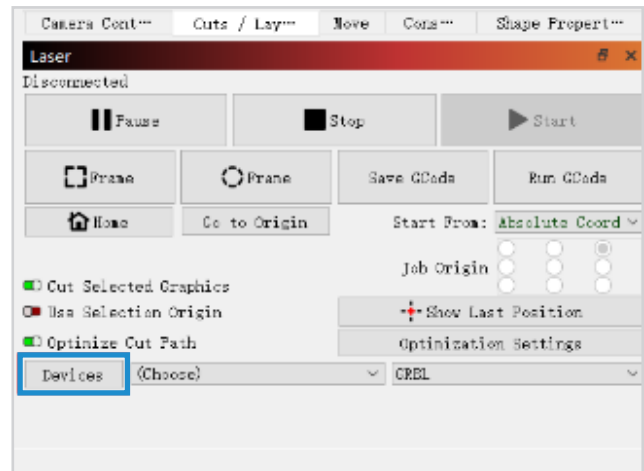 Camera Cont··· Cuts / Lay··· Move Cons··· Shape Propert···
Laser
Disconnected
Pause Stop Start
Frame Frame Save GCode Run GCode
Home Go to Origin Start From: Absolute Coord
Job Origin
Cut Selected Graphics
Use Selection Origin Show Last Position
Optimize Cut Path Optimization Settings
Devices (Choose) GRBL